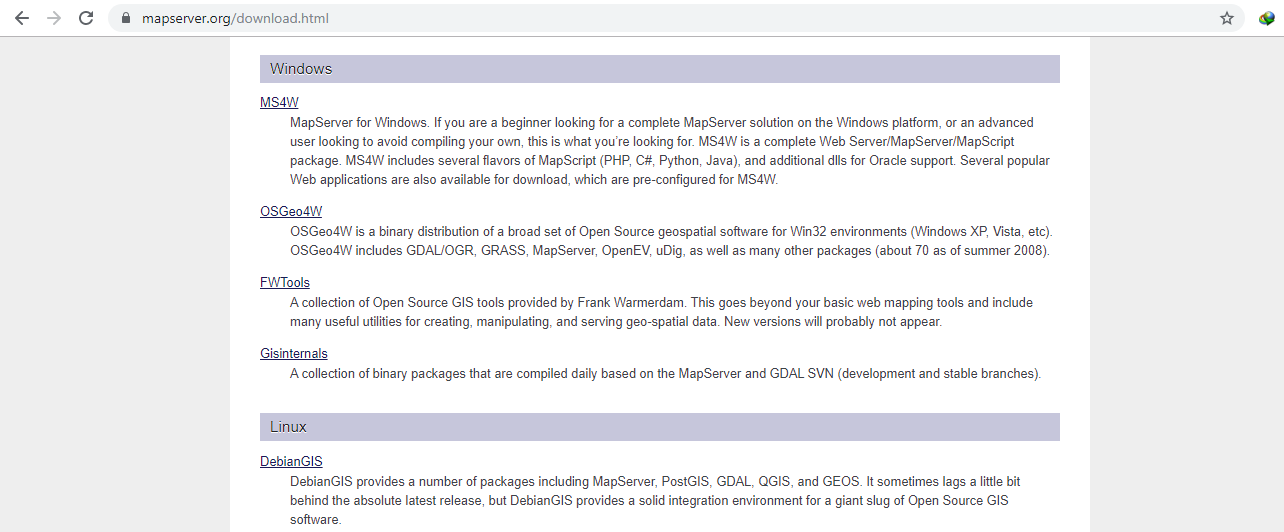 mapserver.org/download.html
Windows
MS4W
MapServer for Windows. If you are a beginner looking for a complete MapServer solution on the Windows platform, or an advanced
user looking to avoid compiling your own, this is what you’re looking for. MS4W is a complete Web Server/MapServer/MapScript
package. MS4W includes several flavors of MapScript (PHP, C#, Python, Java), and additional dlls for Oracle support. Several popular
Web applications are also available for download, which are pre-configured for MS4W.
OSGeo4W
OSGeo4W is a binary distribution of a broad set of Open Source geospatial software for Win32 environments (Windows XP, Vista, etc).
OSGeo4W includes GDAL/OGR, GRASS, MapServer, OpenEV, uDig, as well as many other packages (about 70 as of summer 2008).
FWTools
A collection of Open Source GIS tools provided by Frank Warmerdam. This goes beyond your basic web mapping tools and include
many useful utilities for creating, manipulating, and serving geo-spatial data. New versions will probably not appear.
Gisinternals
A collection of binary packages that are compiled daily based on the MapServer and GDAL SVN (development and stable branches).
Linux
DebianGIS
DebianGIS provides a number of packages including MapServer, PostGIS, GDAL, QGIS, and GEOS. It sometimes lags a little bit
behind the absolute latest release, but DebianGIS provides a solid integration environment for a giant slug of Open Source GIS
software.